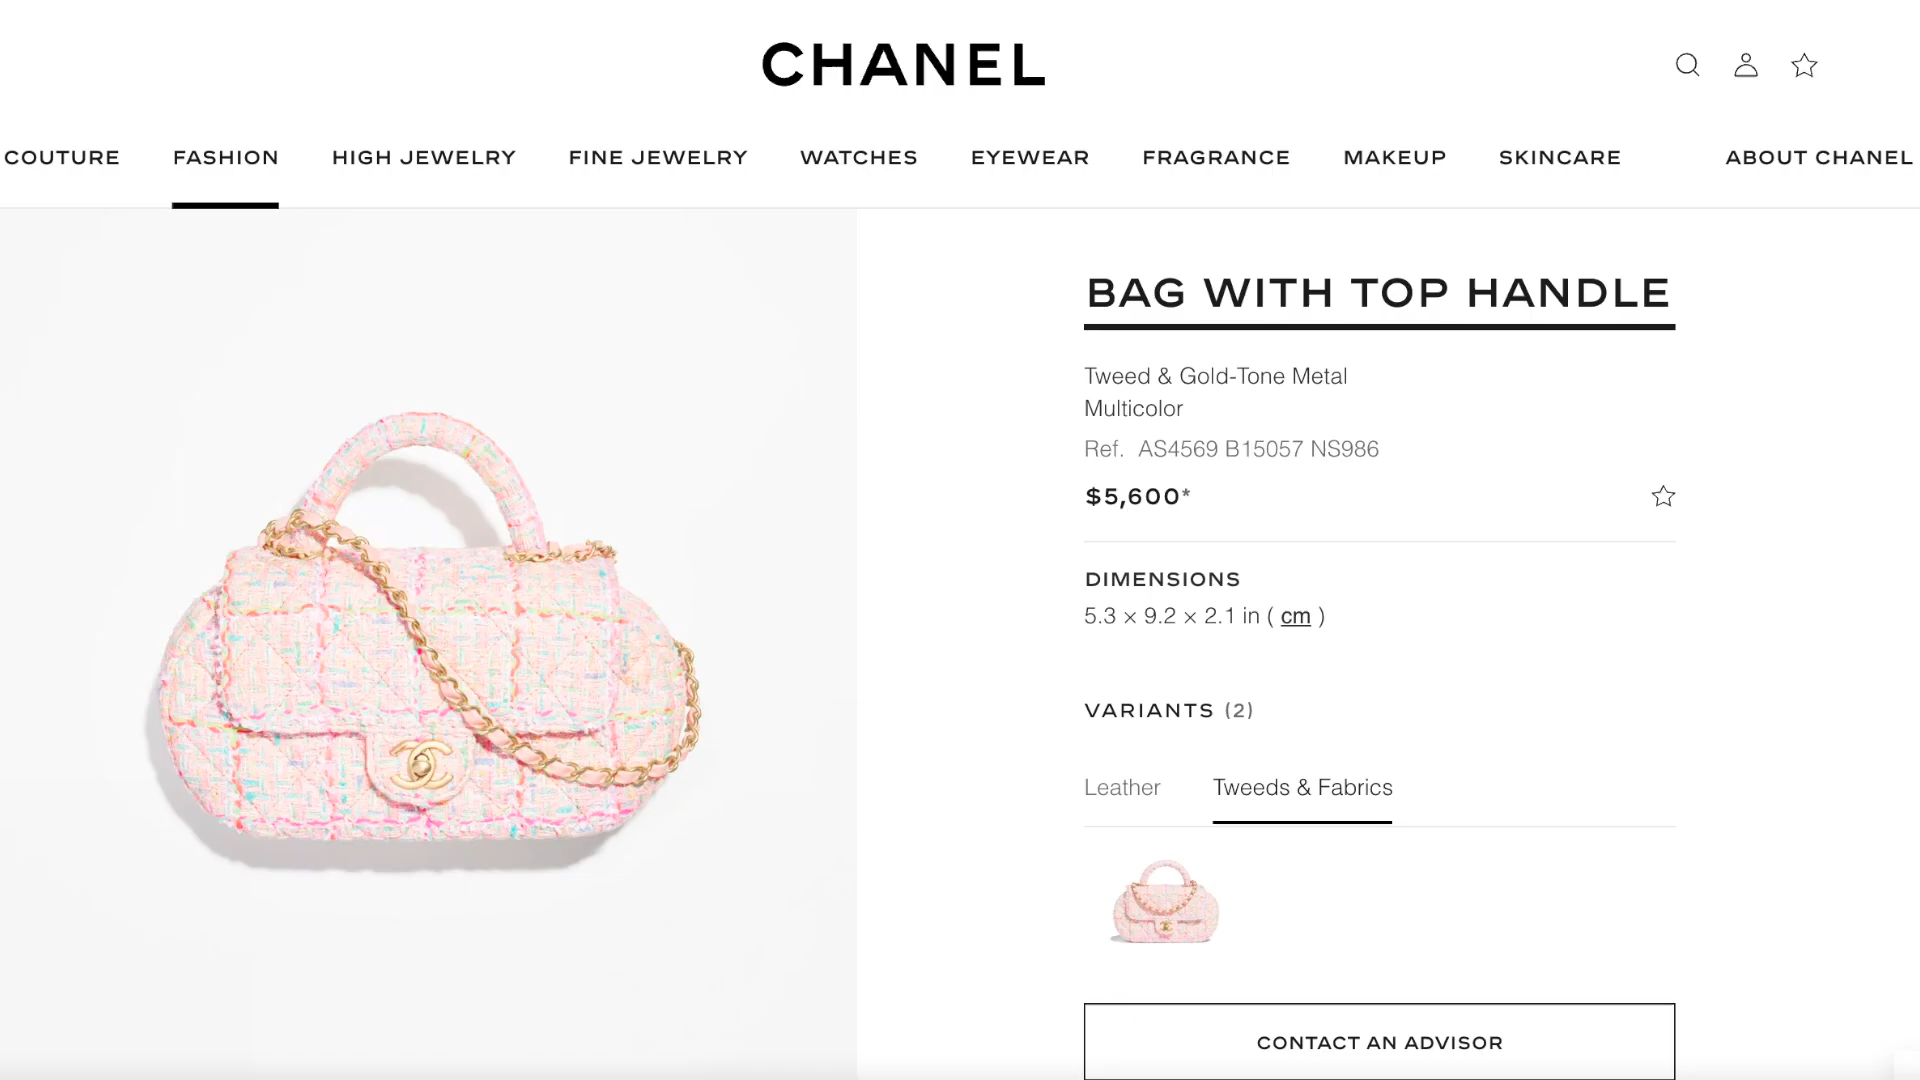 CHANEL
COUTURE FASHION HIGH JEWELRY FINE JEWELRY WATCHES EYEWEAR FRAGRANCE MAKEUP SKINCARE ABOUT CHANEL
BAG WITH TOP HANDLE
Tweed & Gold-Tone Metal
Multicolor
Ref. AS4569 B15057 NS986
$5,600*
DIMENSIONS
5.3 × 9.2 × 2.1 in ( cm )
VARIANTS (2)
Leather Tweeds & Fabrics
CONTACT AN ADVISOR